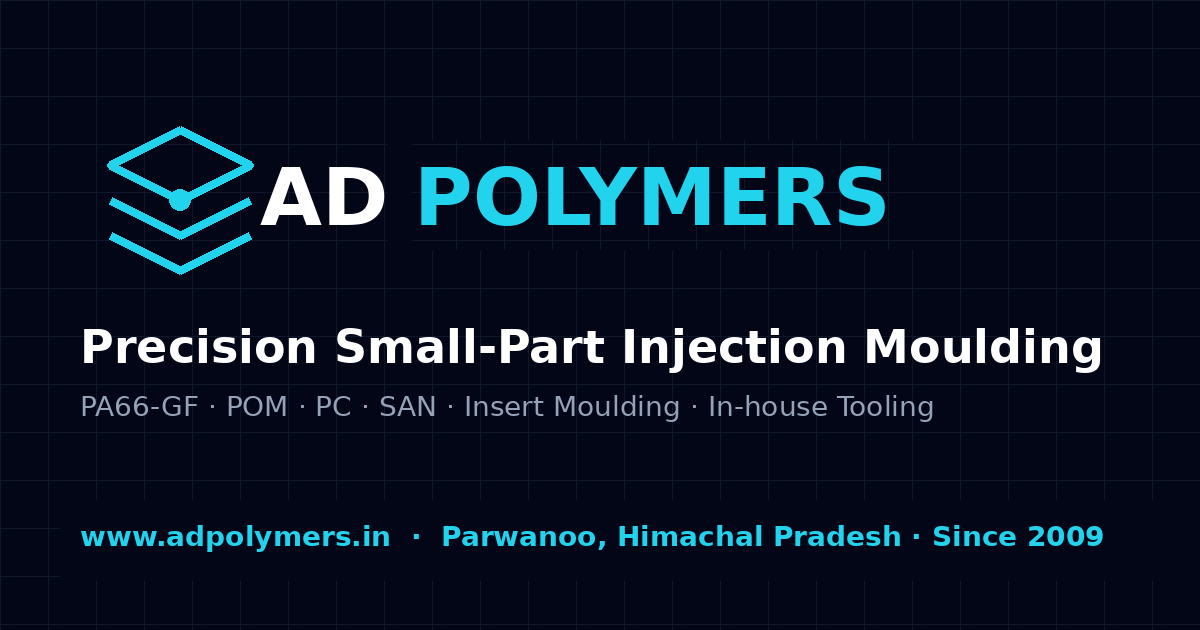 AD POLYMERS
Precision Small-Part Injection Moulding
PA66-GF · POM · PC · SAN · Insert Moulding · In-house Tooling
www.adpolymers.in · Parwanoo, Himachal Pradesh · Since 2009